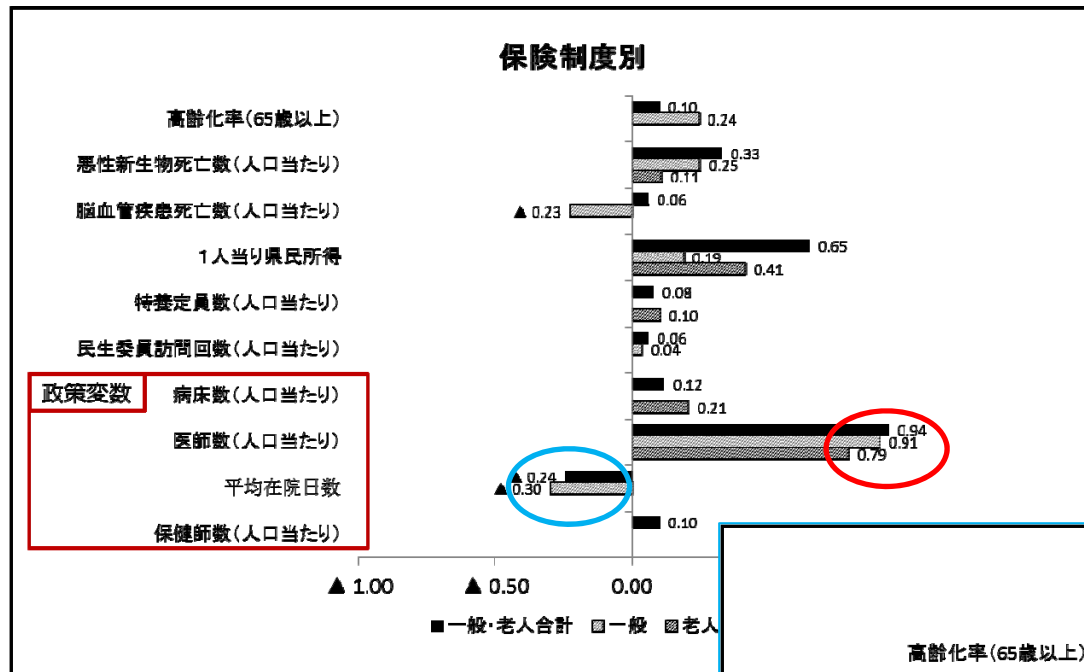 保険制度別
高齢化率(65歳以上)
0.10
0.24
悪性新生物死亡数(人口当たり)
0.33
0.25
0.11
脳血管疾患死亡数(人口当たり)
0.06
▲ 0.23
1人当り県民所得
0.65
0.19
0.41
特養定員数(人口当たり)
0.08
0.10
民生委員訪問回数(人口当たり)
0.06
0.04
政策変数
病床数(人口当たり)
0.12
0.21
医師数(人口当たり)
0.94
0.91
0.79
平均在院日数
▲ 0.24
▲ 0.30
保健師数(人口当たり)
0.10
▲ 1.00 ▲ 0.50 0.00
■一般・老人合計 一般 老人
高齢化率(65歳以上)